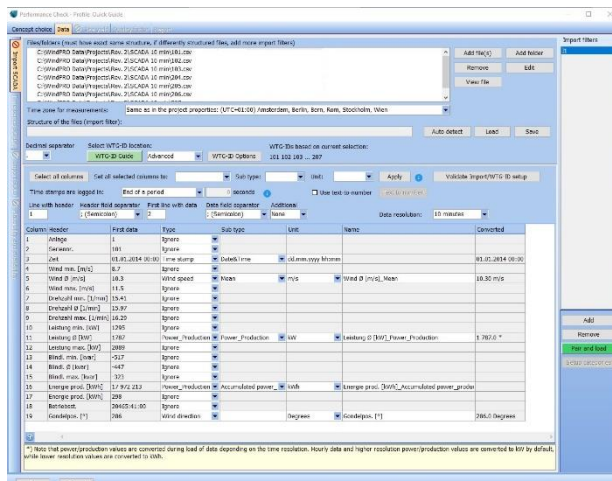 Performance Check - Profile: Quick Guide
Concept choice Data
Import SCADA
Files/folders (must have exact same structure, if differently structured files, add more import filters)
C:\WindPRO Data\Projects\Rev. 2\SCADA 10 min\101.csv
C:\WindPRO Data\Projects\Rev. 2\SCADA 10 min\102.csv
C:\WindPRO Data\Projects\Rev. 2\SCADA 10 min\103.csv
C:\WindPRO Data\Projects\Rev. 2\SCADA 10 min\204.csv
C:\WindPRO Data\Projects\Rev. 2\SCADA 10 min\205.csv
C:\WindPRO Data\Projects\Rev. 2\SCADA 10 min\206.csv
Add file(s) Add folder
Remove Edit
View file
Import filters
Time zone for measurements: Same as in the project properties: (UTC+01:00) Amsterdam, Berlin, Bern, Rom, Stockholm, Wien
Structure of the files (import filter):
Auto detect Load Save
Decimal separator Select WTG-ID location: WTG-IDs based on current selection:
. WTG-ID Guide Advanced WTG-ID Options 101 102 103 ... 207
Select all columns Set all selected columns to: Sub type: Unit: Apply Validate import/WTG-ID setup
Time stamps are logged in: End of a period 0 seconds Use text-to-number
Line with header Header field separator First line with data Data field separator Additional
1 ; (Semicolon) 2 ; (Semicolon) None Data resolution: 10 minutes
Column Header First data Type Sub type Unit Name Converted
1 Anlage 1 Ignore
2 Seriennr. 101 Ignore
3 Zeit 01.01.2014 00:00 Time stamp Date&Time dd.mm.yyyy hh:mm 01.01.2014 00:00
4 Wind min. [m/s] 8.7 Ignore
5 Wind Ø [m/s] 10.3 Wind speed Mean m/s Wind Ø [m/s]_Mean 10.30 m/s
6 Wind max. [m/s] 11.5 Ignore
7 Drehzahl min. [1/min] 15.41 Ignore
8 Drehzahl Ø [1/min] 15.97 Ignore
9 Drehzahl max. [1/min] 16.29 Ignore
10 Leistung min. [kW] 1295 Ignore
11 Leistung Ø [kW] 1707 Power_Production Power_Production kW Leistung Ø [kW]_Power_Production 1 707.0 *
12 Leistung max. [kW] 2089 Ignore
13 Blindl. min. [kvar] -517 Ignore
14 Blindl. Ø [kvar] -447 Ignore
15 Blindl. max. [kvar] -323 Ignore
16 Energie prod. [kWh] 17 972 213 Power_Production Accumulated power_ kWh Energie prod. [kWh]_Accumulated power_produ
17 Energie prod. [kWh] 298 Ignore
18 Betriebsst. 20465:41:00 Ignore
19 Gondelpos. [°] 206 Wind direction Degrees Gondelpos. [°] 206.0 Degrees
Add
Remove
Pair and load
*) Note that power/production values are converted during load of data depending on the time resolution. Hourly data and higher resolution power/production values are converted to kW by default,
while lower resolution values are converted to kWh.